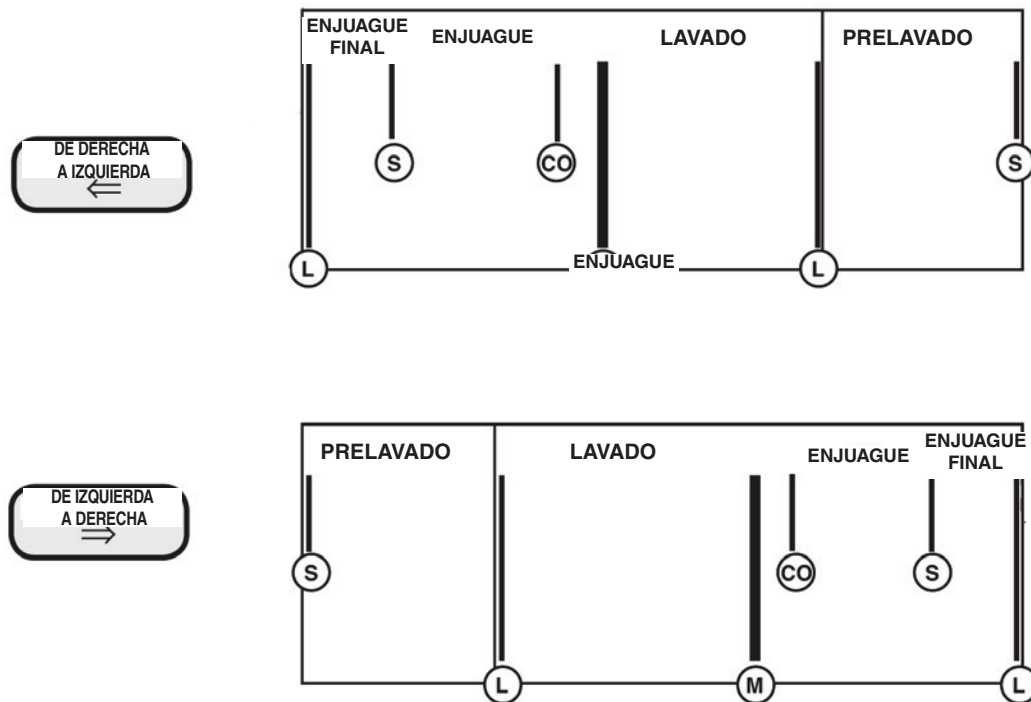 ENJUAGUE
FINAL
ENJUAGUE
LAVADO
PRELAVADO
DE DERECHA
A IZQUIERDA
S
CO
S
L
ENJUAGUE
L
PRELAVADO
LAVADO
ENJUAGUE
ENJUAGUE
FINAL
DE IZQUIERDA
A DERECHA
S
CO
S
L
M
L